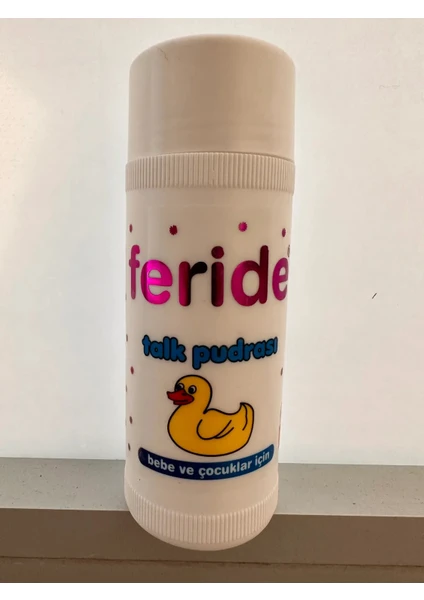 feride
talk pudrası
bebe ve çocuklar için